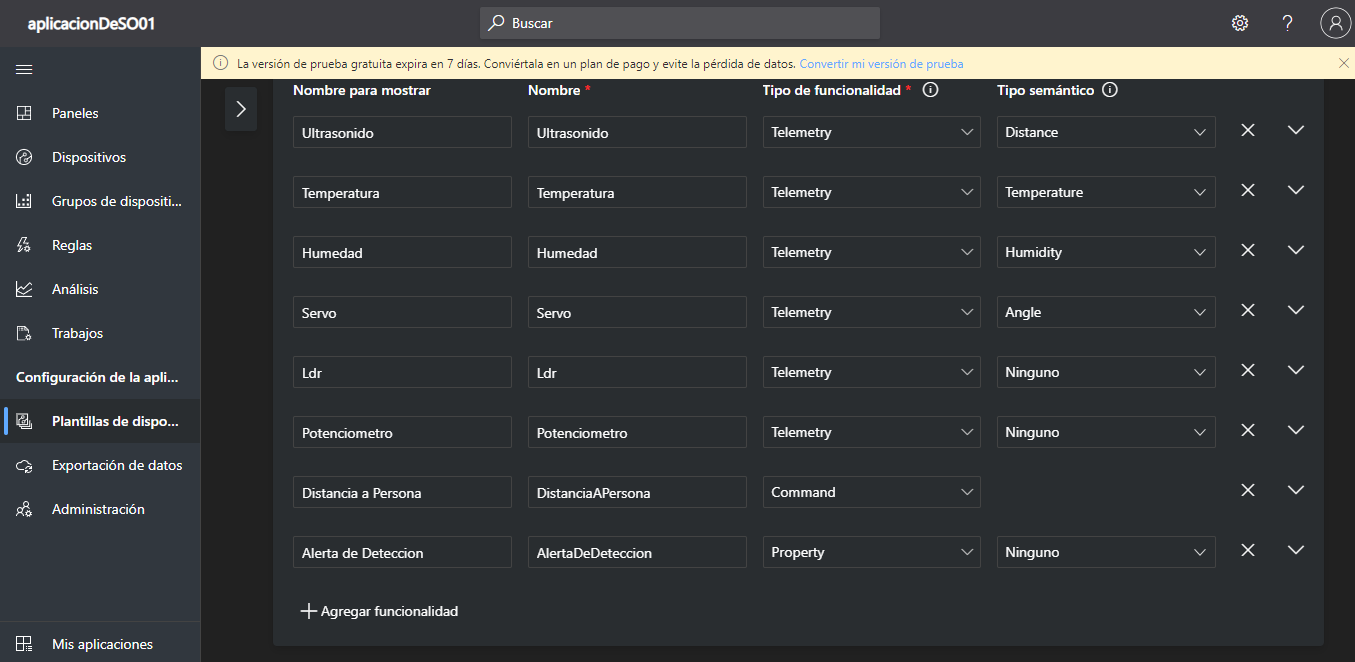 aplicacionDeSO01
Buscar
La versión de prueba gratuita expira en 7 días. Conviértala en un plan de pago y evite la pérdida de datos. Convertir mi versión de prueba
Paneles
Dispositivos
Grupos de dispositi...
Reglas
Análisis
Trabajos
Configuración de la apli...
Plantillas de dispo...
Exportación de datos
Administración
Mis aplicaciones
Nombre para mostrar Nombre * Tipo de funcionalidad * Tipo semántico
Ultrasonido Ultrasonido Telemetry Distance
Temperatura Temperatura Telemetry Temperature
Humedad Humedad Telemetry Humidity
Servo Servo Telemetry Angle
Ldr Ldr Telemetry Ninguno
Potenciometro Potenciometro Telemetry Ninguno
Distancia a Persona DistanciaAPersona Command
Alerta de Deteccion AlertaDeDeteccion Property Ninguno
Agregar funcionalidad